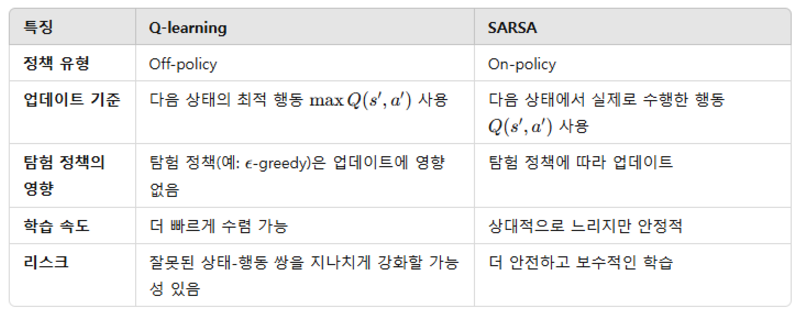 특징 Q-learning SARSA
정책 유형 Off-policy On-policy
업데이트 기준 다음 상태의 최적 행동 max Q(s′, a′) 사용 다음 상태에서 실제로 수행한 행동
Q(s′, a′) 사용
탐험 정책의 탐험 정책(예: ϵ-greedy)은 업데이트에 영향 탐험 정책에 따라 업데이트
영향 없음
학습 속도 더 빠르게 수렴 가능 상대적으로 느리지만 안정적
리스크 잘못된 상태-행동 쌍을 지나치게 강화할 가능 더 안전하고 보수적인 학습
성 있음